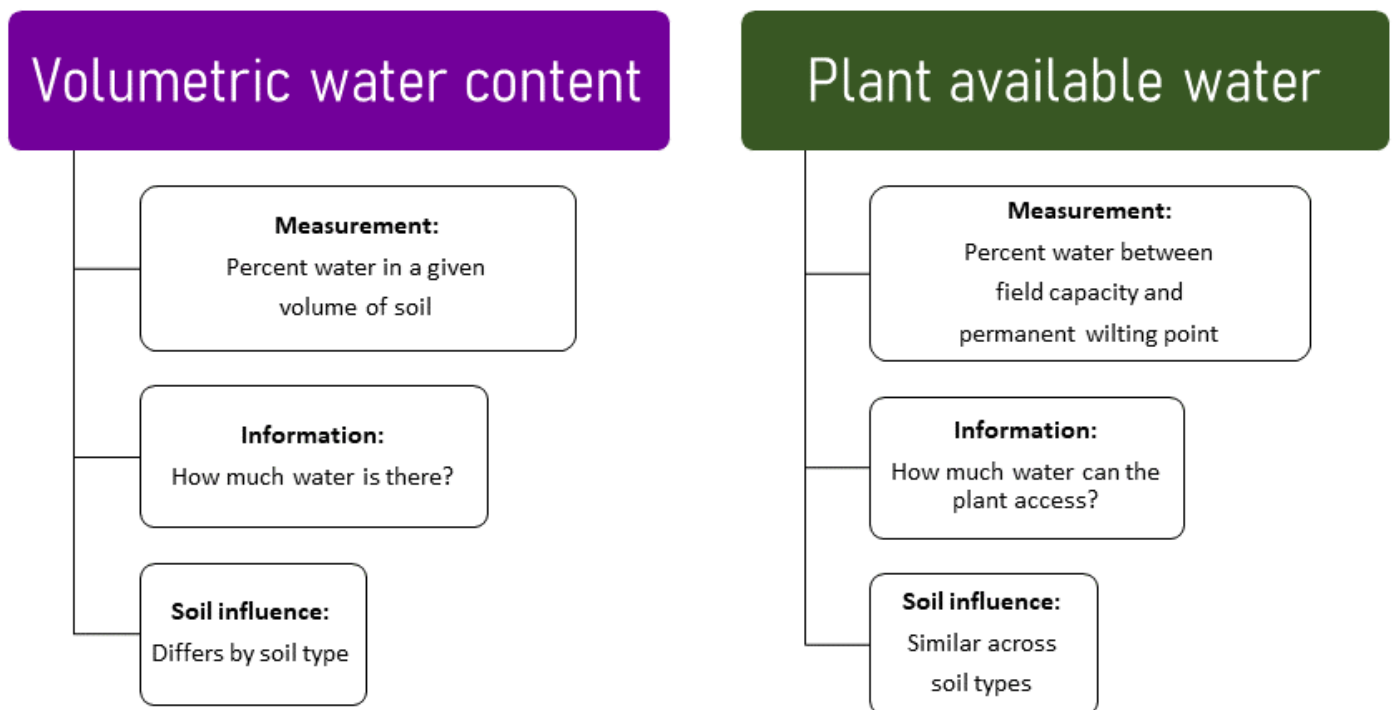 Volumetric water content
Measurement:
Percent water in a given
volume of soil
Information:
How much water is there?
Soil influence:
Differs by soil type
Plant available water
Measurement:
Percent water between
field capacity and
permanent wilting point
Information:
How much water can the
plant access?
Soil influence:
Similar across
soil types